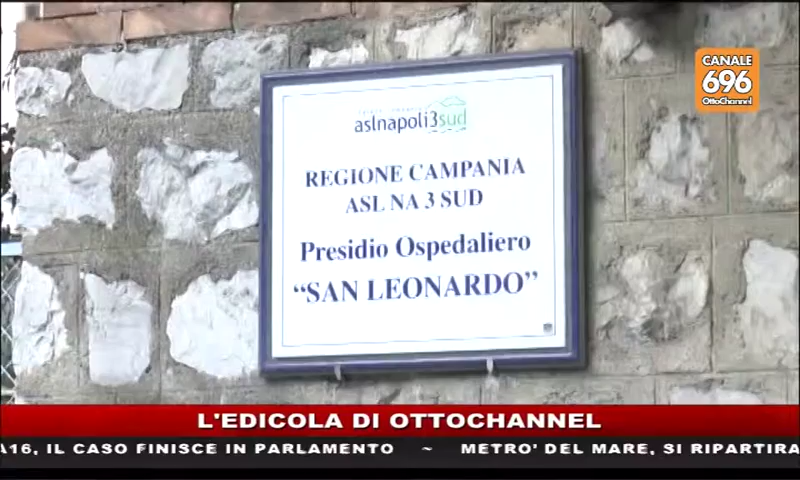 CANALE
696
OttoChannel
aslnapoli3sud
REGIONE CAMPANIA
ASL NA 3 SUD
Presidio Ospedaliero
“SAN LEONARDO”
L'EDICOLA DI OTTOCHANNEL
A16, IL CASO FINISCE IN PARLAMENTO ~ METRO' DEL MARE, SI RIPARTIRA